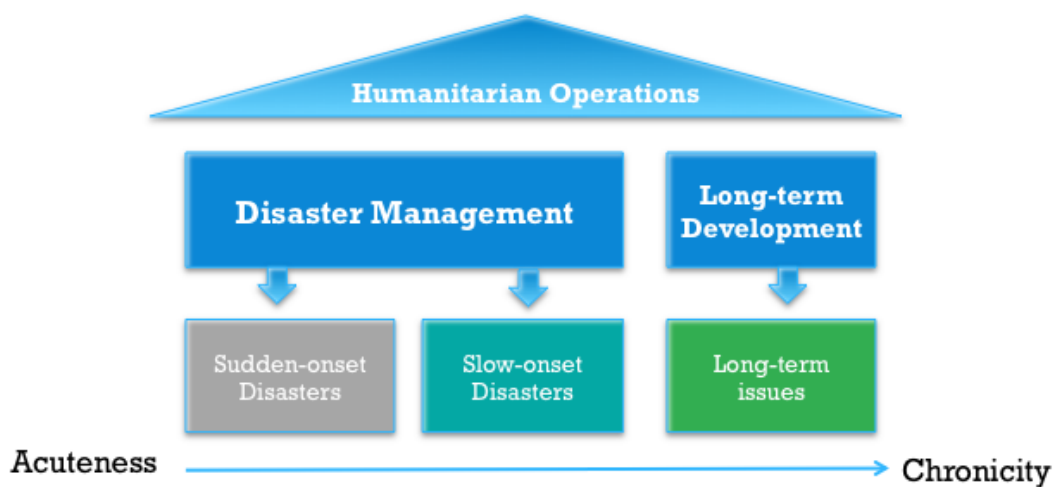 Humanitarian Operations
Disaster Management
Long-term
Development
Sudden-onset
Disasters
Slow-onset
Disasters
Long-term
issues
Acuteness
Chronicity